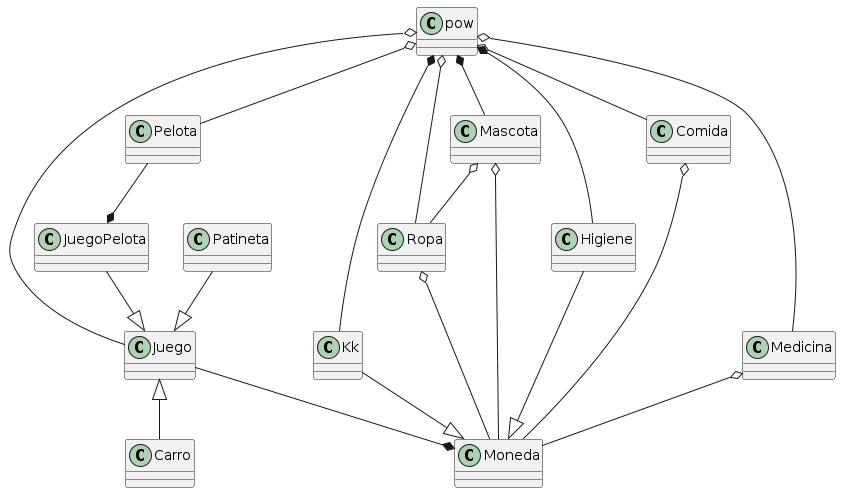 C pow
C Pelota
C Mascota
C Comida
C JuegoPelota
C Patineta
C Ropa
C Higiene
C Juego
C Kk
C Medicina
C Carro
C Moneda